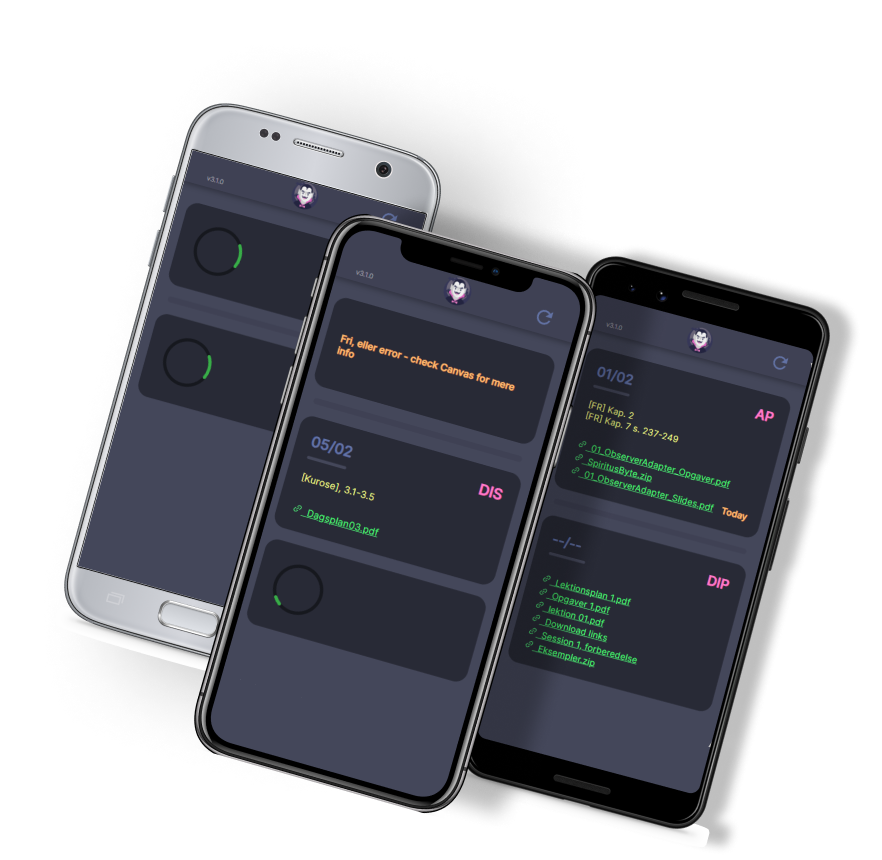 v3.1.0
v3.1.0
Fri, eller error - check Canvas for mere
info
05/02
DIS
[Kurose], 3.1-3.5
Dagsplan03.pdf
v3.1.0
01/02
AP
[FR] Kap. 2
[FR] Kap. 7 s. 237-249
01_ObserverAdapter_Opgaver.pdf
SpiritusByte.zip
01_ObserverAdapter_Slides.pdf
Today
--/--
DIP
Lektionsplan 1.pdf
Opgaver 1.pdf
lektion 01.pdf
Download links
Session 1, forberedelse
Eksempler.zip